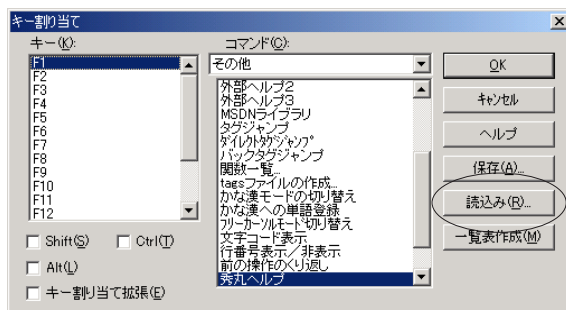 キー割り当て
キー(K):
F1
F2
F3
F4
F5
F6
F7
F8
F9
F10
F11
F12
Shift(S)
Ctrl(T)
Alt(L)
キー割り当て拡張(E)
コマンド(C):
その他
外部ヘルプ2
外部ヘルプ3
MSDNライブラリ
タグジャンプ
ダイレクトタグジャンプ
バックタグジャンプ
関数一覧...
tagsファイルの作成...
かな漢モードの切り替え
かな漢への単語登録
フリーカーソルモード切り替え
文字コード表示
行番号表示/非表示
前の操作のくり返し
秀丸ヘルプ
OK
キャンセル
ヘルプ
保存(A)...
読込み(R)...
一覧表作成(M)